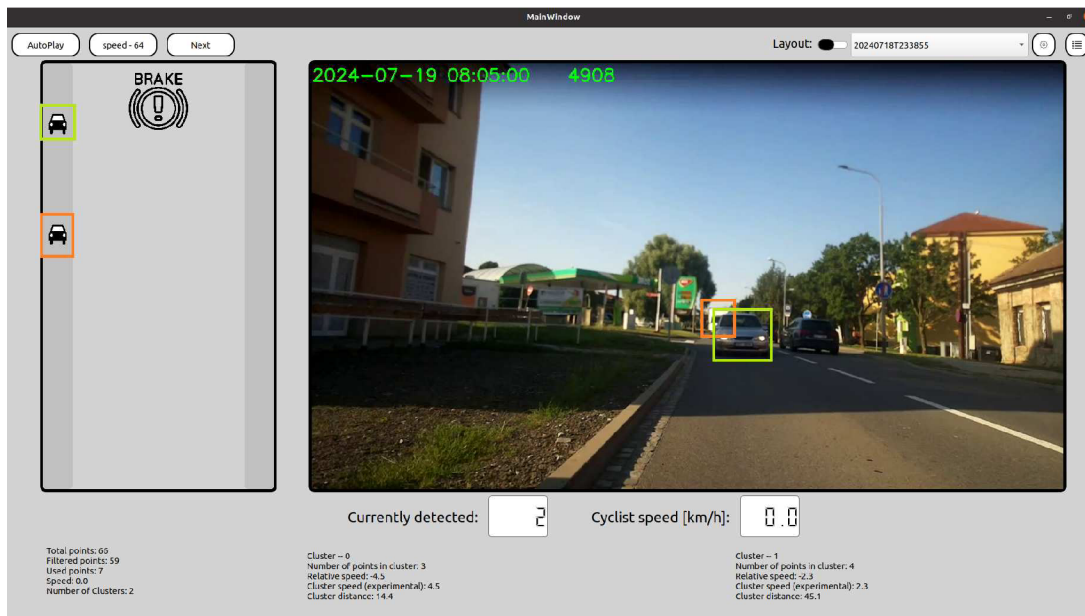 MainWindow
AutoPlay
speed - 64
Next
Layout:
20240718T233855
BRAKE
2024-07-19 08:05:00 4908
Currently detected: 2
Cyclist speed [km/h]: 0.0
Total points: 66
Filtered points: 59
Used points: 7
Speed: 0.0
Number of Clusters: 2
Cluster -- 0
Number of points in cluster: 3
Relative speed: -4.5
Cluster speed (experimental): 4.5
Cluster distance: 14.4
Cluster -- 1
Number of points in cluster: 4
Relative speed: -2.3
Cluster speed (experimental): 2.3
Cluster distance: 45.1